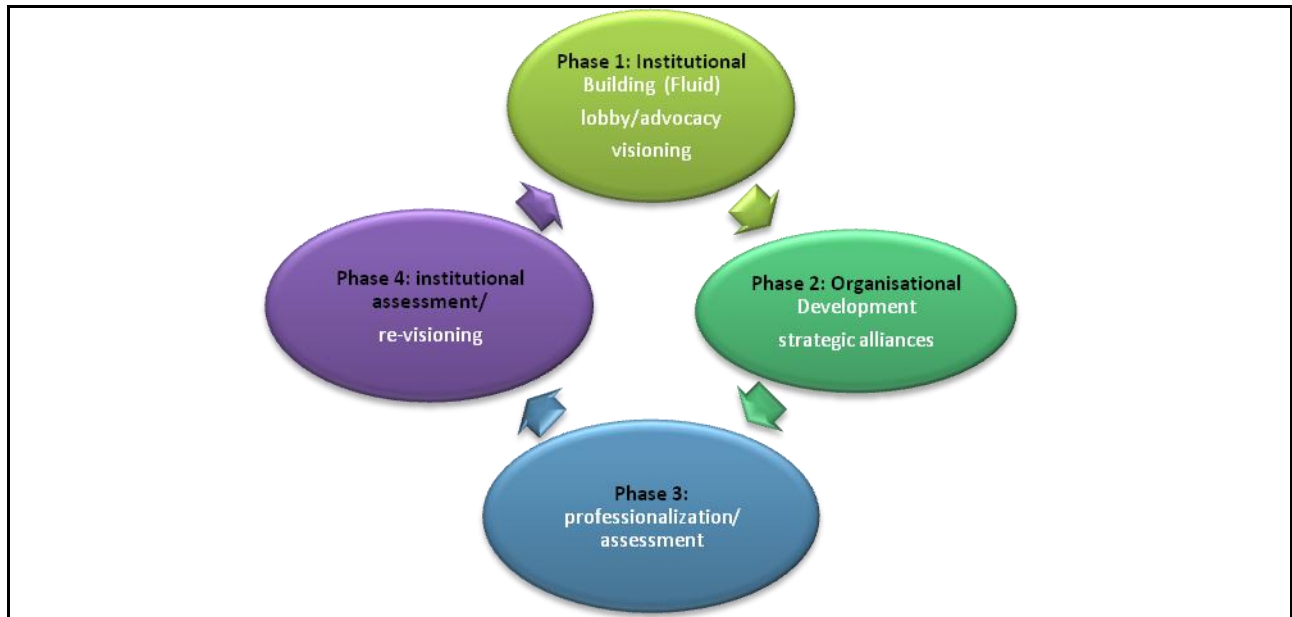 Phase 1: Institutional
Building (Fluid)
lobby/advocacy
visioning
Phase 2: Organisational
Development
strategic alliances
Phase 3:
professionalization/
assessment
Phase 4: institutional
assessment/
re-visioning